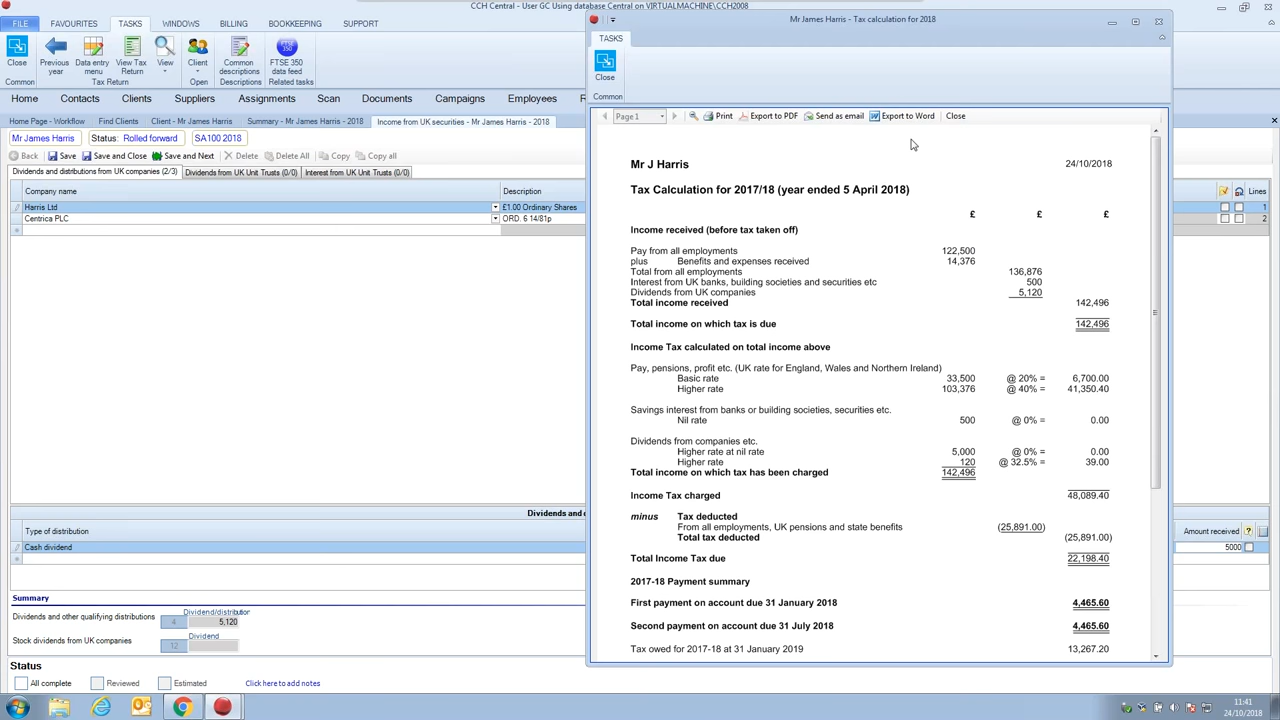 CCH Central - User GC Using database Central on VIRTUALMACHINE\CCH2008
FILE FAVOURITES TASKS WINDOWS BILLING BOOKKEEPING SUPPORT
Close Previous year Data entry menu View Tax Return View Client Common descriptions FTSE 350 data feed
Common Tax Return Open Descriptions Related tasks
Home Contacts Clients Suppliers Assignments Scan Documents Campaigns Employees
Home Page - Workflow Find Clients Client - Mr James Harris Summary - Mr James Harris - 2018 Income from UK securities - Mr James Harris - 2018
Mr James Harris Status: Rolled forward SA100 2018
Back Save Save and Close Save and Next Delete Delete All Copy Copy all
Dividends and distributions from UK companies (2/3) Dividends from UK Unit Trusts (0/0) Interest from UK Unit Trusts (0/0)
Company name Description Lines
Harris Ltd £1.00 Ordinary Shares 1
Centrica PLC ORD. 6 14/81p 2
Dividends and d
Type of distribution Amount received
Cash dividend 5000
Summary
Dividend/distribution
Dividends and other qualifying distributions 4 5,120
Dividend
Stock dividends from UK companies 12
Status
All complete Reviewed Estimated Click here to add notes
Mr James Harris - Tax calculation for 2018
TASKS
Close
Common
Page 1 Print Export to PDF Send as email Export to Word Close
Mr J Harris 24/10/2018
Tax Calculation for 2017/18 (year ended 5 April 2018)
£ £ £
Income received (before tax taken off)
Pay from all employments 122,500
plus Benefits and expenses received 14,376
Total from all employments 136,876
Interest from UK banks, building societies and securities etc 500
Dividends from UK companies 5,120
Total income received 142,496
Total income on which tax is due 142,496
Income Tax calculated on total income above
Pay, pensions, profit etc. (UK rate for England, Wales and Northern Ireland)
Basic rate 33,500 @ 20% = 6,700.00
Higher rate 103,376 @ 40% = 41,350.40
Savings interest from banks or building societies, securities etc.
Nil rate 500 @ 0% = 0.00
Dividends from companies etc.
Higher rate at nil rate 5,000 @ 0% = 0.00
Higher rate 120 @ 32.5% = 39.00
Total income on which tax has been charged 142,496
Income Tax charged 48,089.40
minus Tax deducted
From all employments, UK pensions and state benefits (25,891.00)
Total tax deducted (25,891.00)
Total Income Tax due 22,198.40
2017-18 Payment summary
First payment on account due 31 January 2018 4,465.60
Second payment on account due 31 July 2018 4,465.60
Tax owed for 2017-18 at 31 January 2019 13,267.20
11:41
24/10/2018